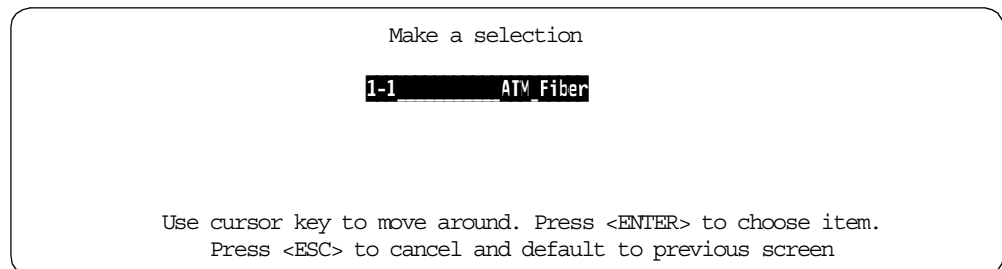 Make a selection
1-1___________ATM_Fiber
Use cursor key to move around. Press <ENTER> to choose item.
Press <ESC> to cancel and default to previous screen